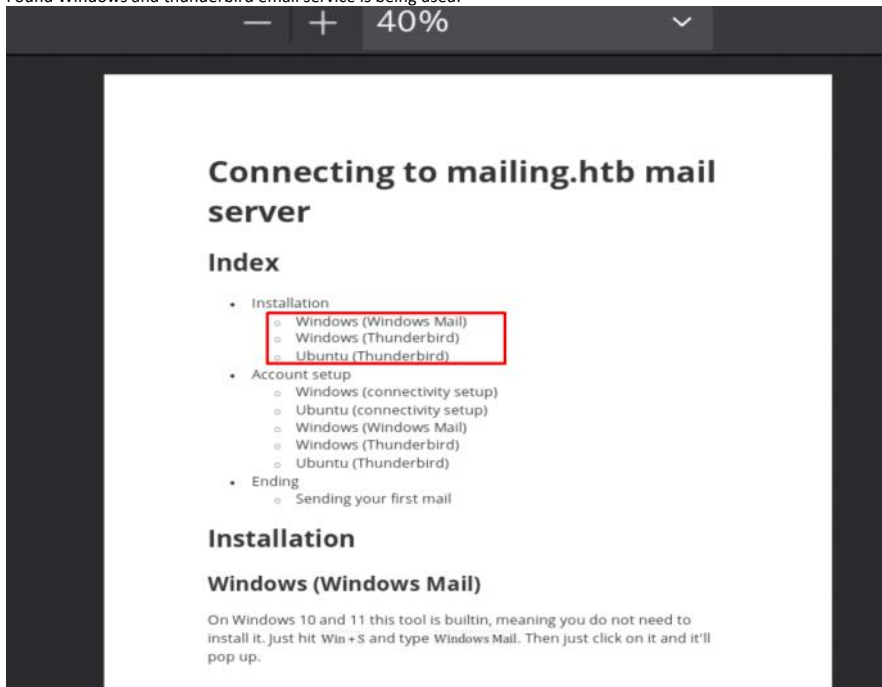 Found Windows and thunderbird email service is being used.
40%
Connecting to mailing.htb mail
server
Index
Installation
Windows (Windows Mail)
Windows (Thunderbird)
Ubuntu (Thunderbird)
Account setup
Windows (connectivity setup)
Ubuntu (connectivity setup)
Windows (Windows Mail)
Windows (Thunderbird)
Ubuntu (Thunderbird)
Ending
Sending your first mail
Installation
Windows (Windows Mail)
On Windows 10 and 11 this tool is builtin, meaning you do not need to
install it. Just hit Win + S and type Windows Mail. Then just click on it and it'll
pop up.